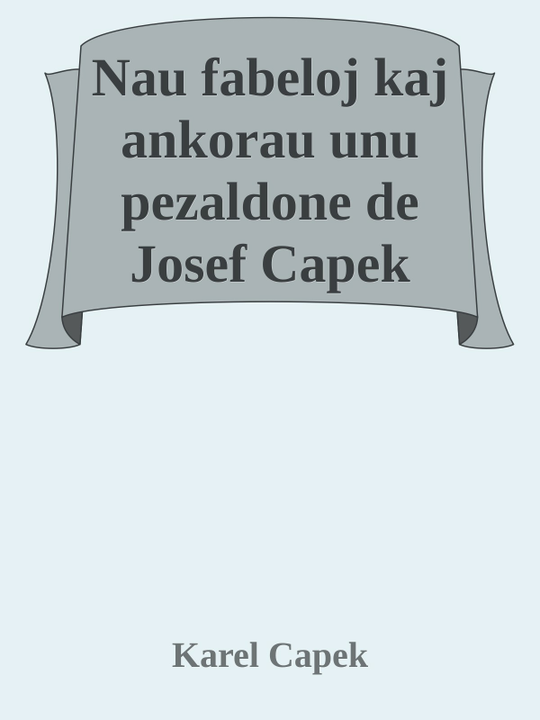 Nau fabeloj kaj
ankorau unu
pezaldone de
Josef Capek
Karel Capek